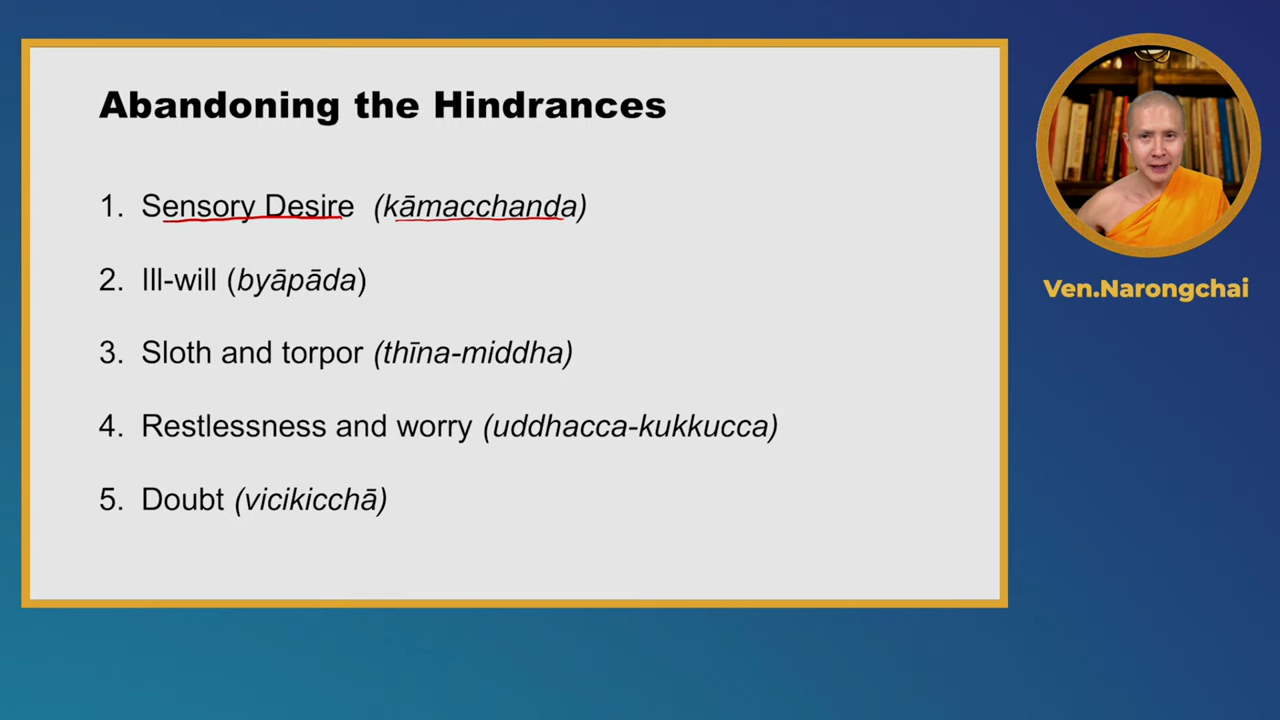 Abandoning the Hindrances
1. Sensory Desire (kāmacchanda)
2. Ill-will (byāpāda)
3. Sloth and torpor (thīna-middha)
4. Restlessness and worry (uddhacca-kukkucca)
5. Doubt (vicikicchā)
Ven.Narongchai